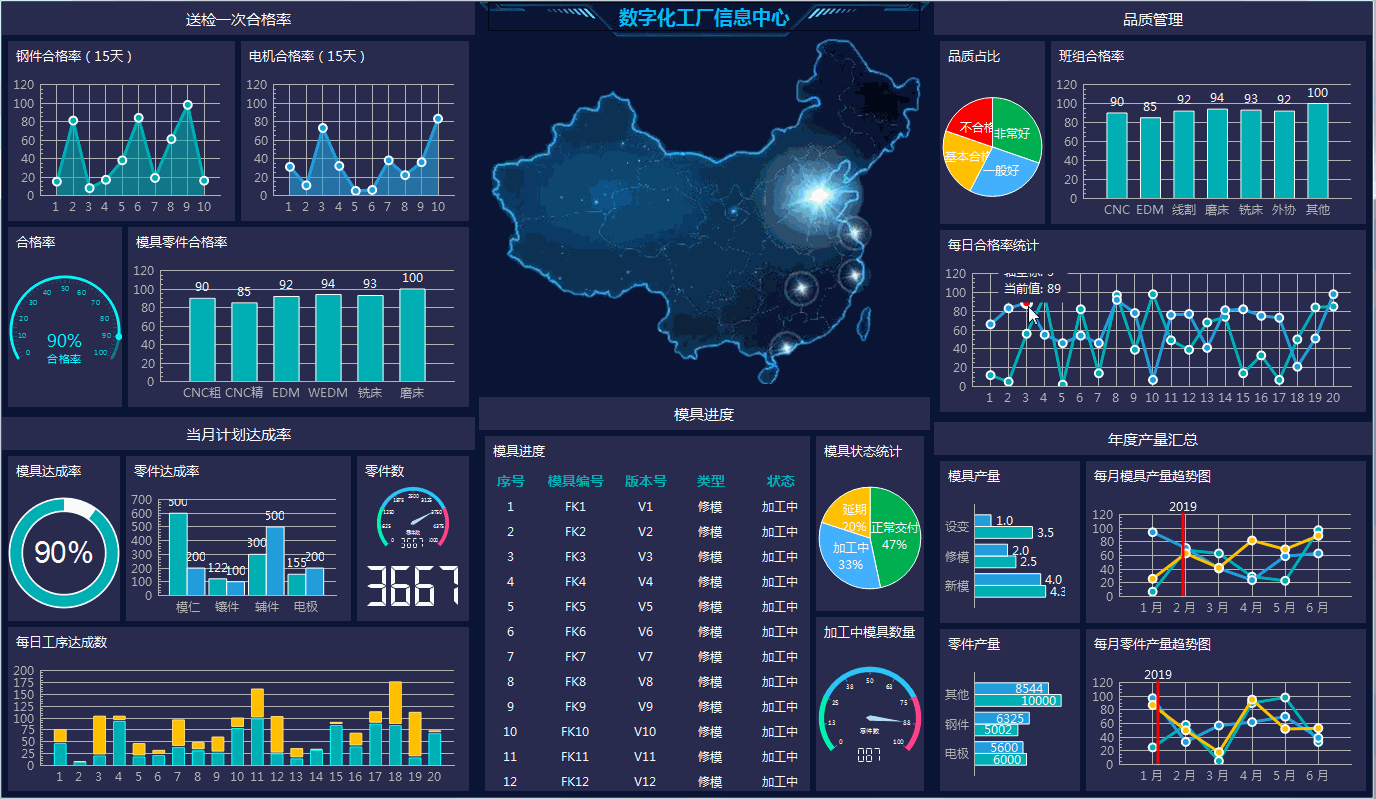 数字化工厂信息中心
送检一次合格率
钢件合格率 ( 15天 )
120
100
80
60
40
20
0
1 2 3 4 5 6 7 8 9 10
电机合格率 ( 15天 )
120
100
80
60
40
20
0
1 2 3 4 5 6 7 8 9 10
合格率
0 10 20 30 40 50 60 70 80 90 100
90%
合格率
模具零件合格率
120
100
80
60
40
20
0
90 85 92 94 93 100
CNC粗 CNC精 EDM WEDM 铣床 磨床
当月计划达成率
模具达成率
90%
零件达成率
700
600
500
400
300
200
100
0
500 200 122 100 300 500 155 200
模仁 镶件 辅件 电极
零件数
0 625 1250 1875 2500 3125 3750 4375
零件数
3667
3667
每日工序达成数
200
175
150
125
100
75
50
25
0
1 2 3 4 5 6 7 8 9 10 11 12 13 14 15 16 17 18 19 20
模具进度
模具进度
序号 模具编号 版本号 类型 状态
1 FK1 V1 修模 加工中
2 FK2 V2 修模 加工中
3 FK3 V3 修模 加工中
4 FK4 V4 修模 加工中
5 FK5 V5 修模 加工中
6 FK6 V6 修模 加工中
7 FK7 V7 修模 加工中
8 FK8 V8 修模 加工中
9 FK9 V9 修模 加工中
10 FK10 V10 修模 加工中
11 FK11 V11 修模 加工中
12 FK12 V12 修模 加工中
模具状态统计
延期
20%
正常交付
47%
加工中
33%
加工中模具数量
0 13 25 38 50 63 75 88 100
零件数
087
品质管理
品质占比
不合格
非常好
基本合格
一般好
班组合格率
120
100
80
60
40
20
0
90 85 92 94 93 92 100
CNC EDM 线割 磨床 铣床 外协 其他
每日合格率统计
当前值: 89
120
100
80
60
40
20
0
1 2 3 4 5 6 7 8 9 10 11 12 13 14 15 16 17 18 19 20
年度产量汇总
模具产量
设变 1.0 3.5
修模 2.0 2.5
新模 4.0 4.3
每月模具产量趋势图
2019
120
100
80
60
40
20
0
1 月 2 月 3 月 4 月 5 月 6 月
零件产量
其他 8544 10000
钢件 6325 5002
电极 5600 6000
每月零件产量趋势图
2019
120
100
80
60
40
20
0
1 月 2 月 3 月 4 月 5 月 6 月